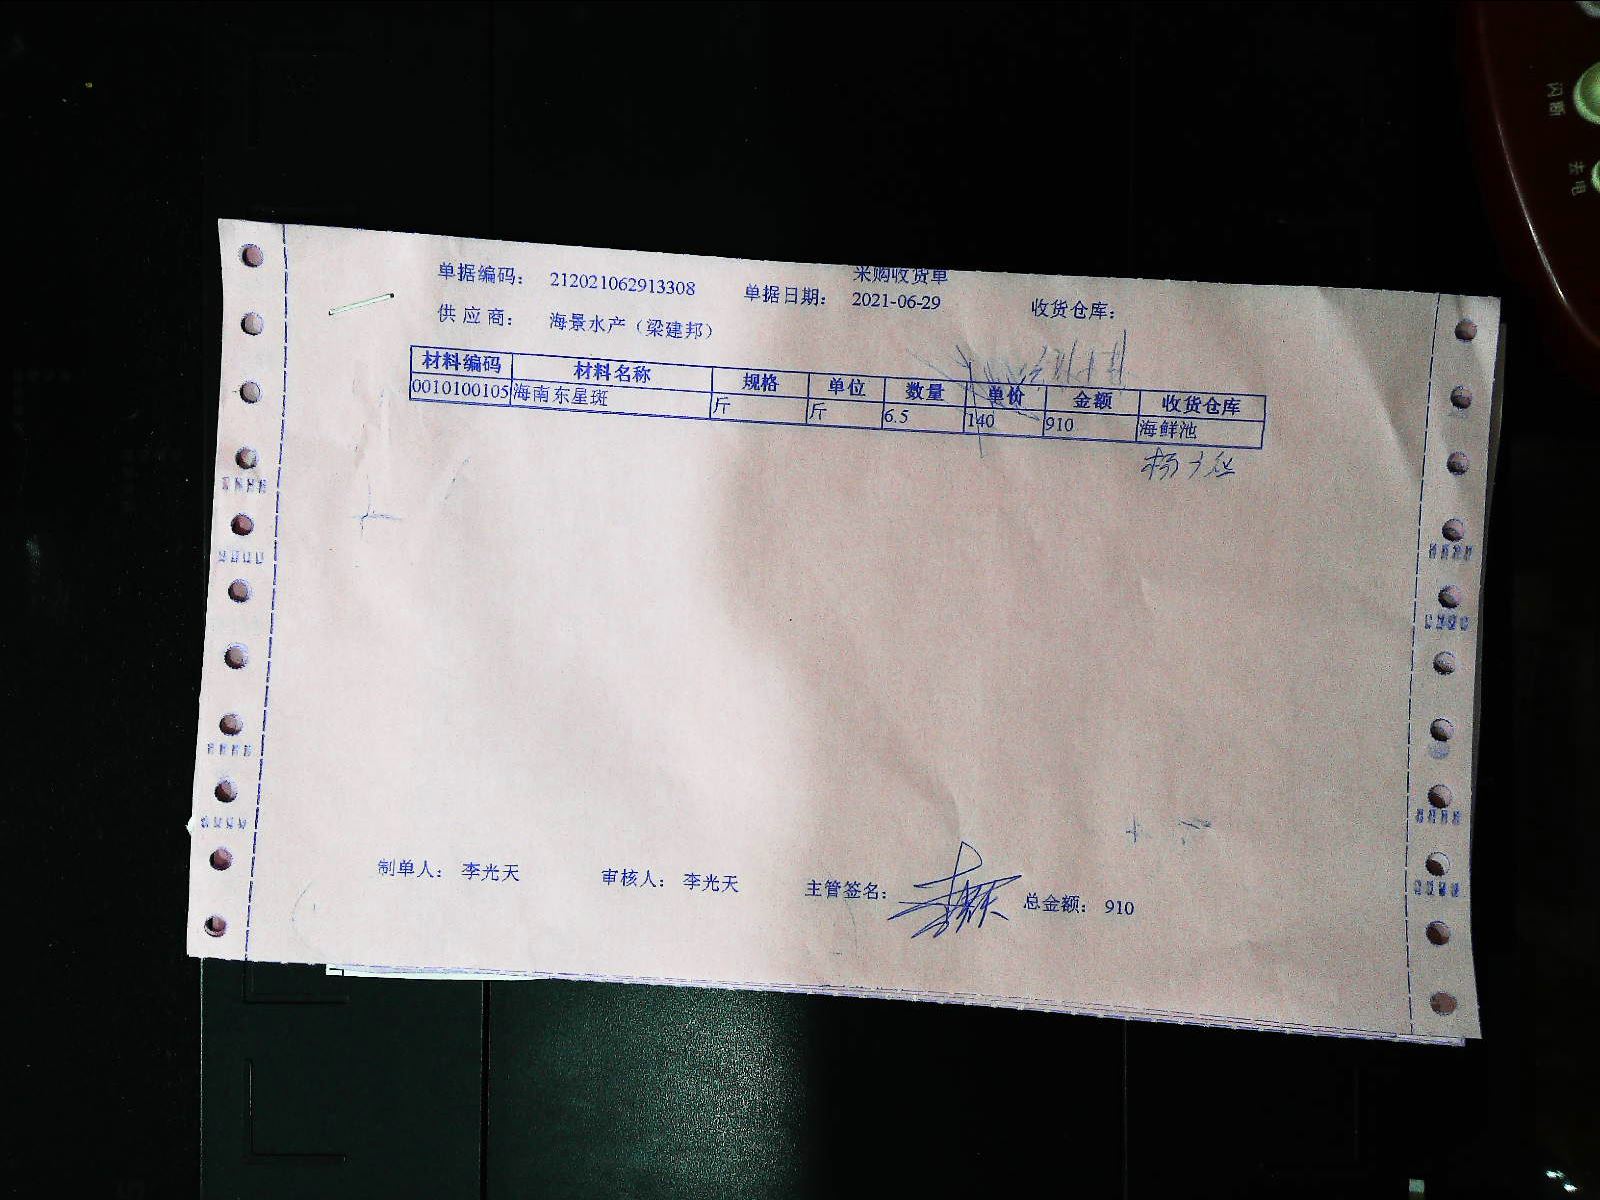 采购收货单
单据编码： 212021062913308 单据日期： 2021-06-29 收货仓库：
供 应 商： 海景水产（梁建邦）
材料编码 材料名称 规格 单位 数量 单价 金额 收货仓库
0010100105 海南东星斑 斤 斤 6.5 140 910 海鲜池
制单人： 李光天 审核人： 李光天 主管签名： 总金额： 910
闪断
去电